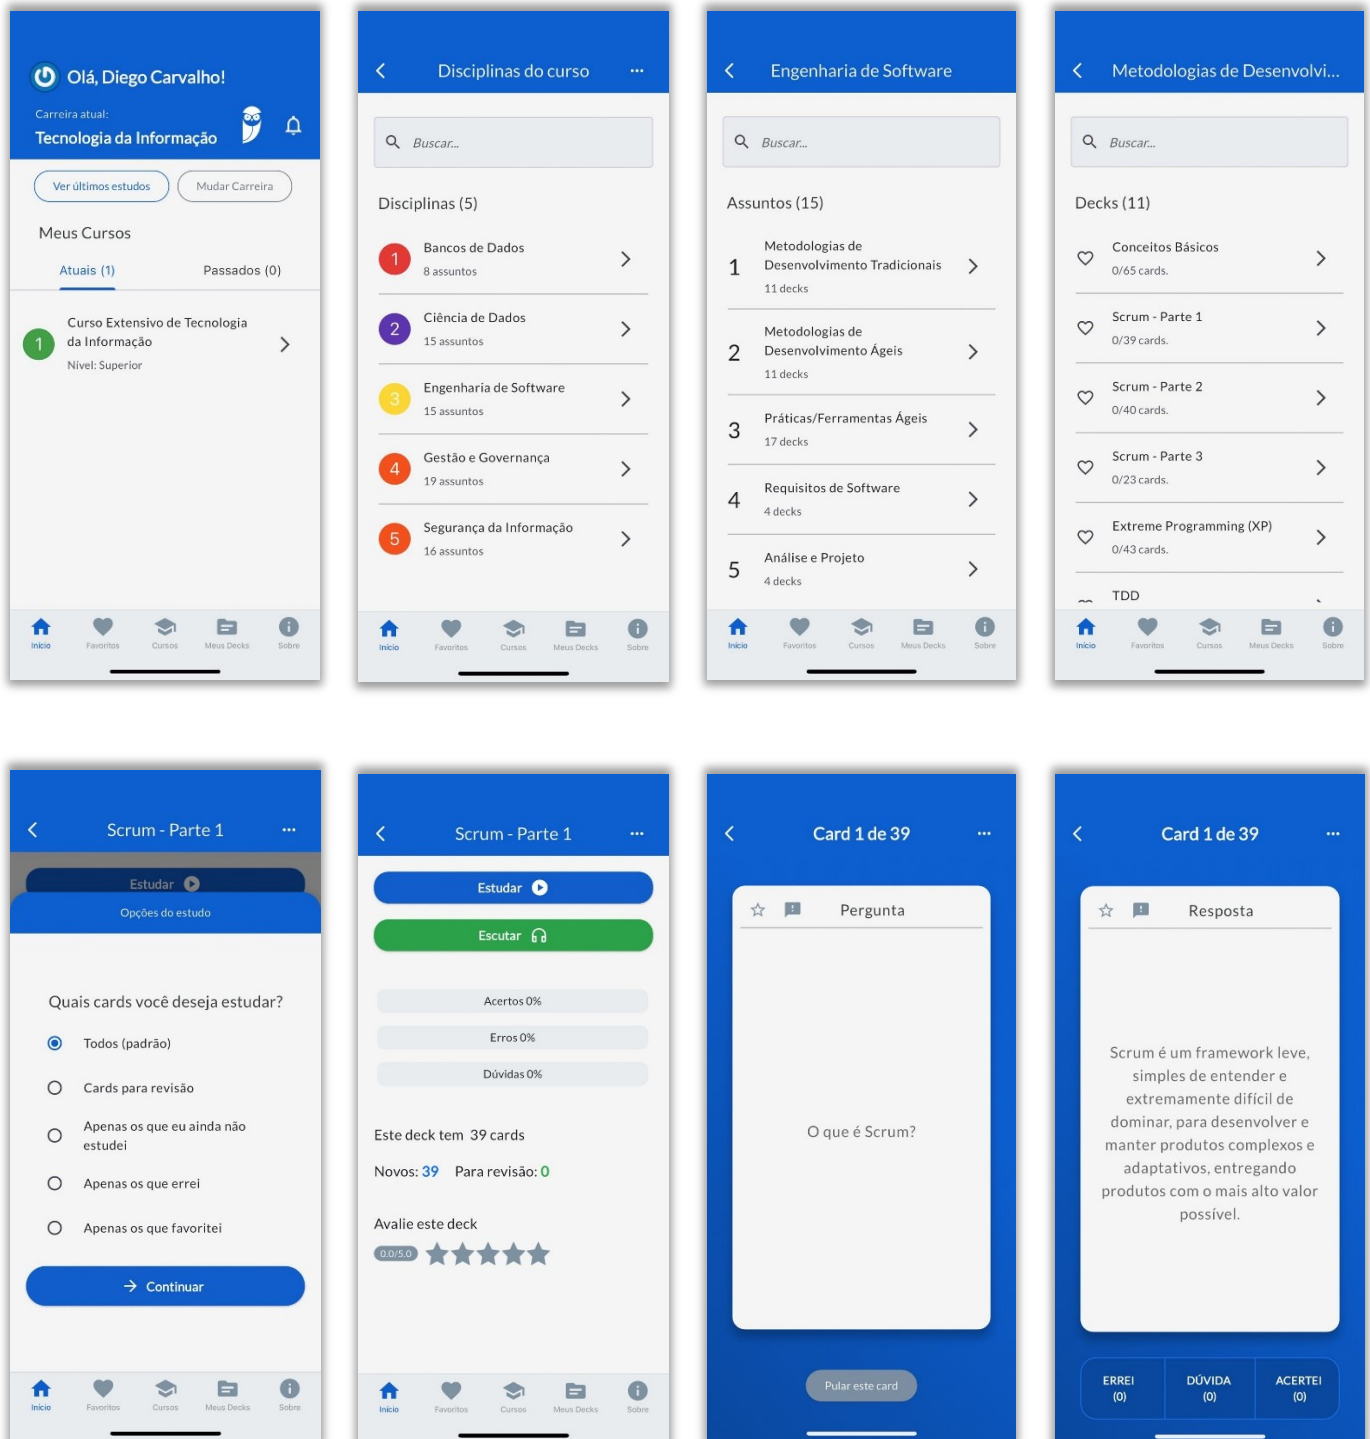 Olá, Diego Carvalho!
Carreira atual:
Tecnologia da Informação
Ver últimos estudos
Mudar Carreira
Meus Cursos
Atuais (1)
Passados (0)
1
Curso Extensivo de Tecnologia
da Informação
Nível: Superior
Início
Favoritos
Cursos
Meus Decks
Sobre
Disciplinas do curso
Buscar...
Disciplinas (5)
1
Bancos de Dados
8 assuntos
2
Ciência de Dados
15 assuntos
3
Engenharia de Software
15 assuntos
4
Gestão e Governança
19 assuntos
5
Segurança da Informação
16 assuntos
Início
Favoritos
Cursos
Meus Decks
Sobre
Engenharia de Software
Buscar...
Assuntos (15)
1
Metodologias de
Desenvolvimento Tradicionais
11 decks
2
Metodologias de
Desenvolvimento Ágeis
11 decks
3
Práticas/Ferramentas Ágeis
17 decks
4
Requisitos de Software
4 decks
5
Análise e Projeto
4 decks
Início
Favoritos
Cursos
Meus Decks
Sobre
Metodologias de Desenvolvi...
Buscar...
Decks (11)
Conceitos Básicos
0/65 cards.
Scrum - Parte 1
0/39 cards.
Scrum - Parte 2
0/40 cards.
Scrum - Parte 3
0/23 cards.
Extreme Programming (XP)
0/43 cards.
TDD
Início
Favoritos
Cursos
Meus Decks
Sobre
Scrum - Parte 1
Estudar
Opções do estudo
Quais cards você deseja estudar?
Todos (padrão)
Cards para revisão
Apenas os que eu ainda não
estudei
Apenas os que errei
Apenas os que favoritei
Continuar
Início
Favoritos
Cursos
Meus Decks
Sobre
Scrum - Parte 1
Estudar
Escutar
Acertos 0%
Erros 0%
Dúvidas 0%
Este deck tem 39 cards
Novos: 39 Para revisão: 0
Avalie este deck
0.0/5.0
Início
Favoritos
Cursos
Meus Decks
Sobre
Card 1 de 39
Pergunta
O que é Scrum?
Pular este card
Card 1 de 39
Resposta
Scrum é um framework leve,
simples de entender e
extremamente difícil de
dominar, para desenvolver e
manter produtos complexos e
adaptativos, entregando
produtos com o mais alto valor
possível.
ERREI
(0)
DÚVIDA
(0)
ACERTEI
(0)